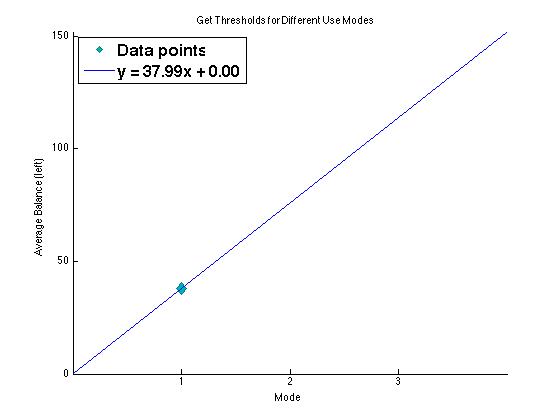 Get Thresholds for Different Use Modes
150
Data points
y = 37.99x + 0.00
100
Average Balance (left)
50
0
1
2
3
Mode